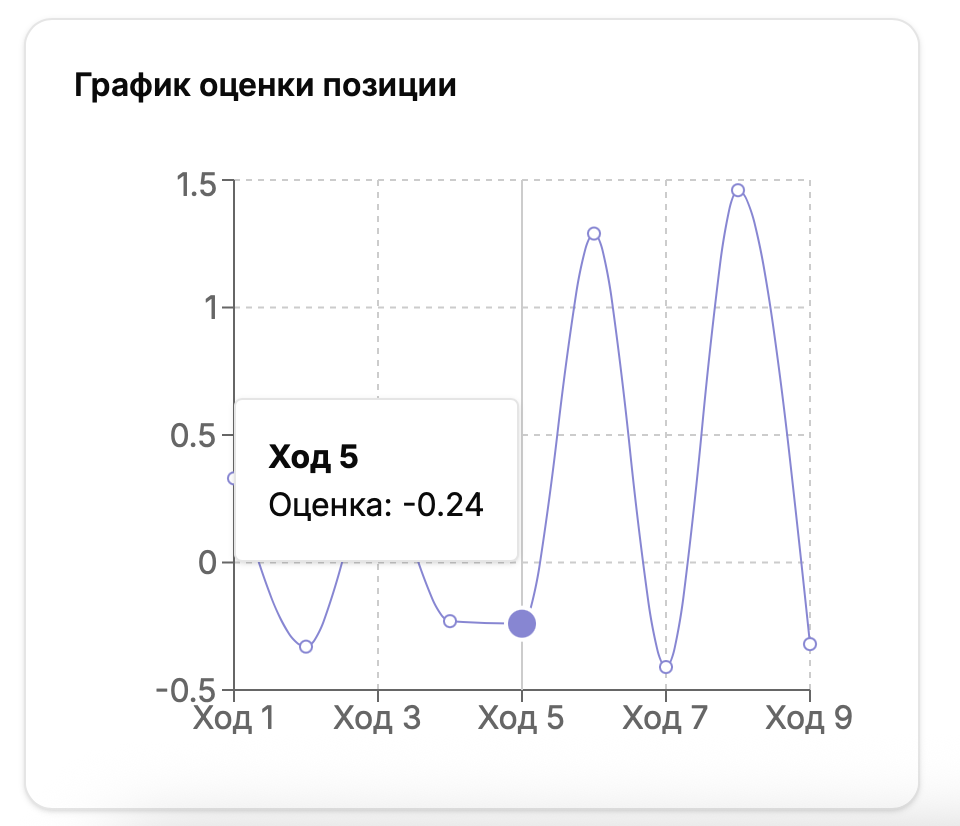 График оценки позиции
1.5
1
0.5
0
-0.5
Ход 5
Оценка: -0.24
Ход 1 Ход 3 Ход 5 Ход 7 Ход 9